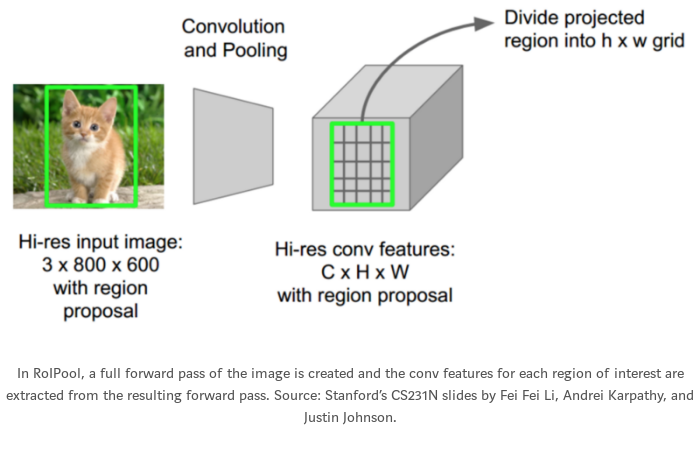 Convolution
and Pooling
Divide projected
region into h x w grid
Hi-res input image:
3 x 800 x 600
with region
proposal
Hi-res conv features:
C x H x W
with region proposal
In RoIPool, a full forward pass of the image is created and the conv features for each region of interest are
extracted from the resulting forward pass. Source: Stanford’s CS231N slides by Fei Fei Li, Andrei Karpathy, and
Justin Johnson.